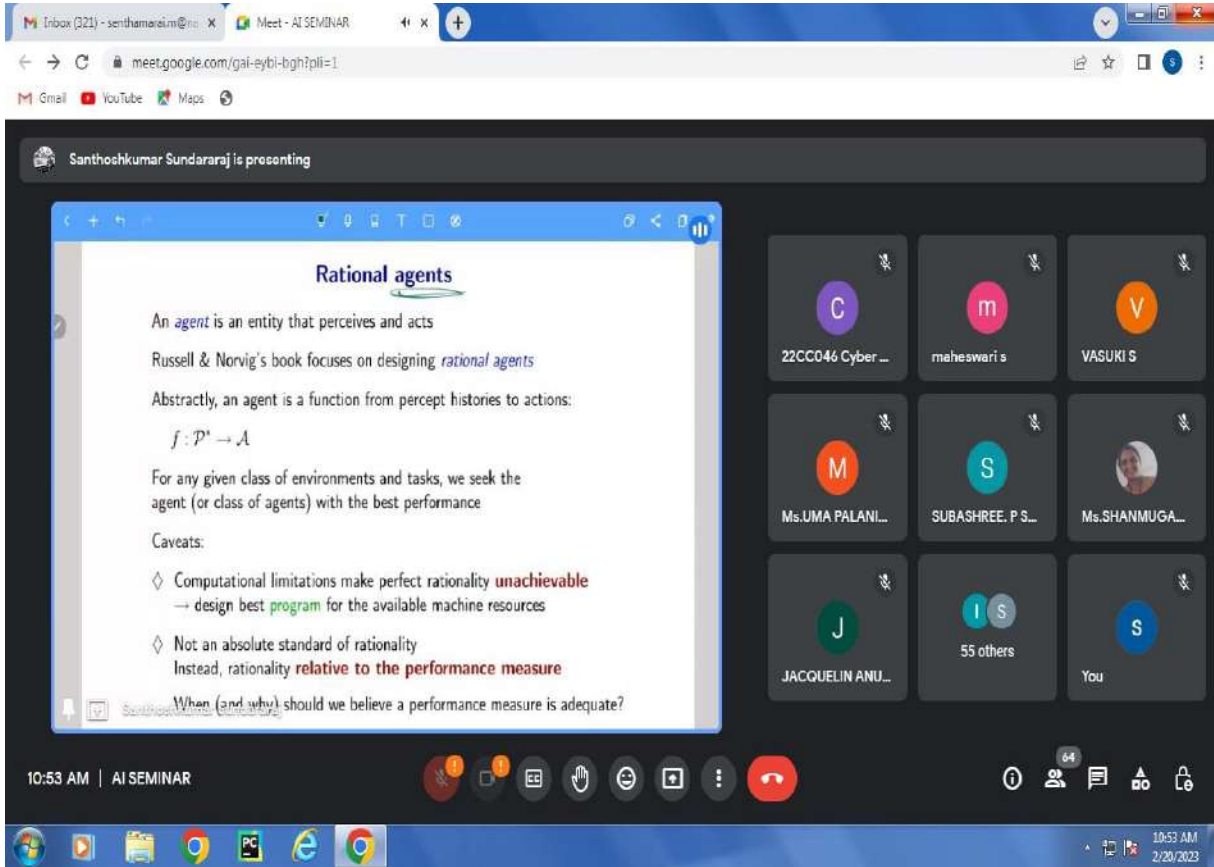 Inbox (321) - senthamarai.m@na
Meet - AI SEMINAR
meet.google.com/gai-eybi-bgh?pli=1
S
Gmail
YouTube
Maps
Santhoshkumar Sundararaj is presenting
T
Rational agents
An agent is an entity that perceives and acts
Russell & Norvig's book focuses on designing rational agents
Abstractly, an agent is a function from percept histories to actions:
f : P* → A
For any given class of environments and tasks, we seek the
agent (or class of agents) with the best performance
Caveats:
◊ Computational limitations make perfect rationality unachievable
→ design best program for the available machine resources
◊ Not an absolute standard of rationality
Instead, rationality relative to the performance measure
When (and why) should we believe a performance measure is adequate?
Santhoshkumar Sundararaj
C
22CC046 Cyber ...
m
maheswari s
V
VASUKI S
M
Ms.UMA PALANI...
S
SUBASHREE. P S...
Ms.SHANMUGA...
J
JACQUELIN ANU...
I S
55 others
S
You
10:53 AM | AI SEMINAR
CC
64
PC
10:53 AM
2/20/2023